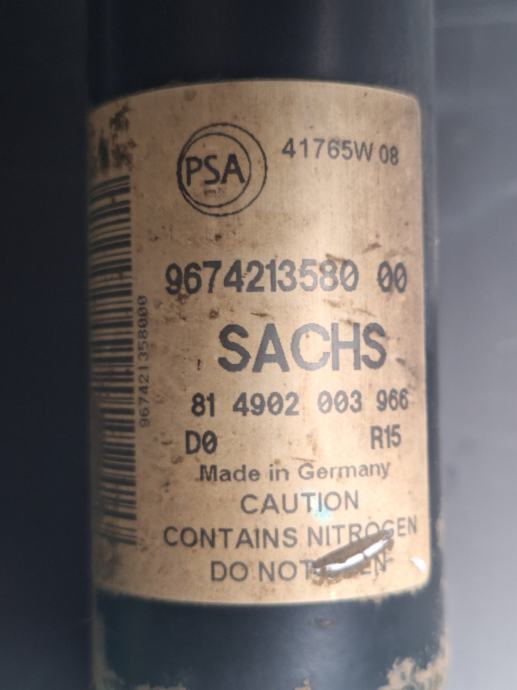 PSA
41765W 08
9674213580 00
SACHS
81 4902 003 966
D0 R15
Made in Germany
CAUTION
CONTAINS NITROGEN
DO NOT
967421358000